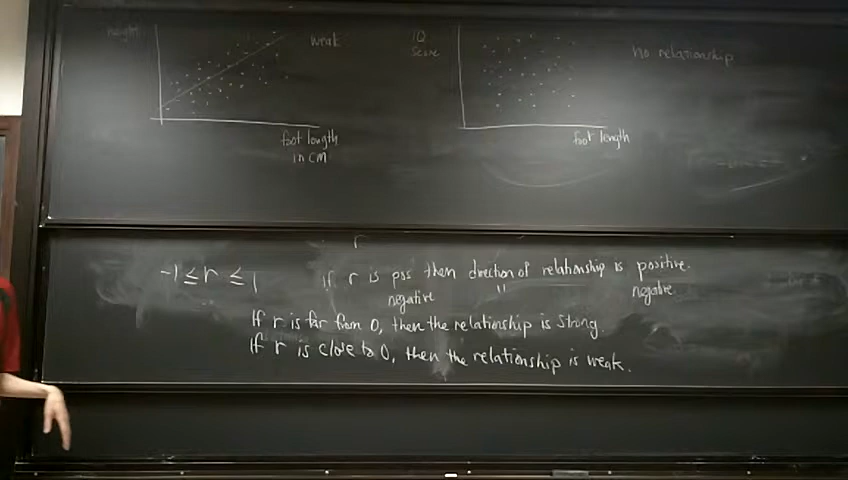 height
weak
IQ
Score
no relationship
foot length
in cm
foot length
r
-1 ≤ r ≤ 1
if r is pos then direction of relationship is positive.
negative " negative
If r is far from 0, then the relationship is strong.
If r is close to 0, then the relationship is weak.